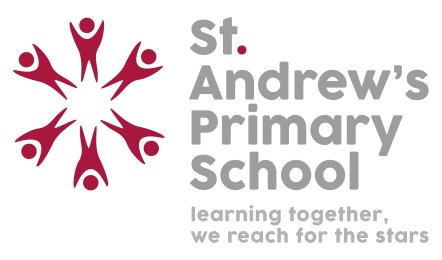 St.
Andrew's
Primary
School
learning together,
we reach for the stars